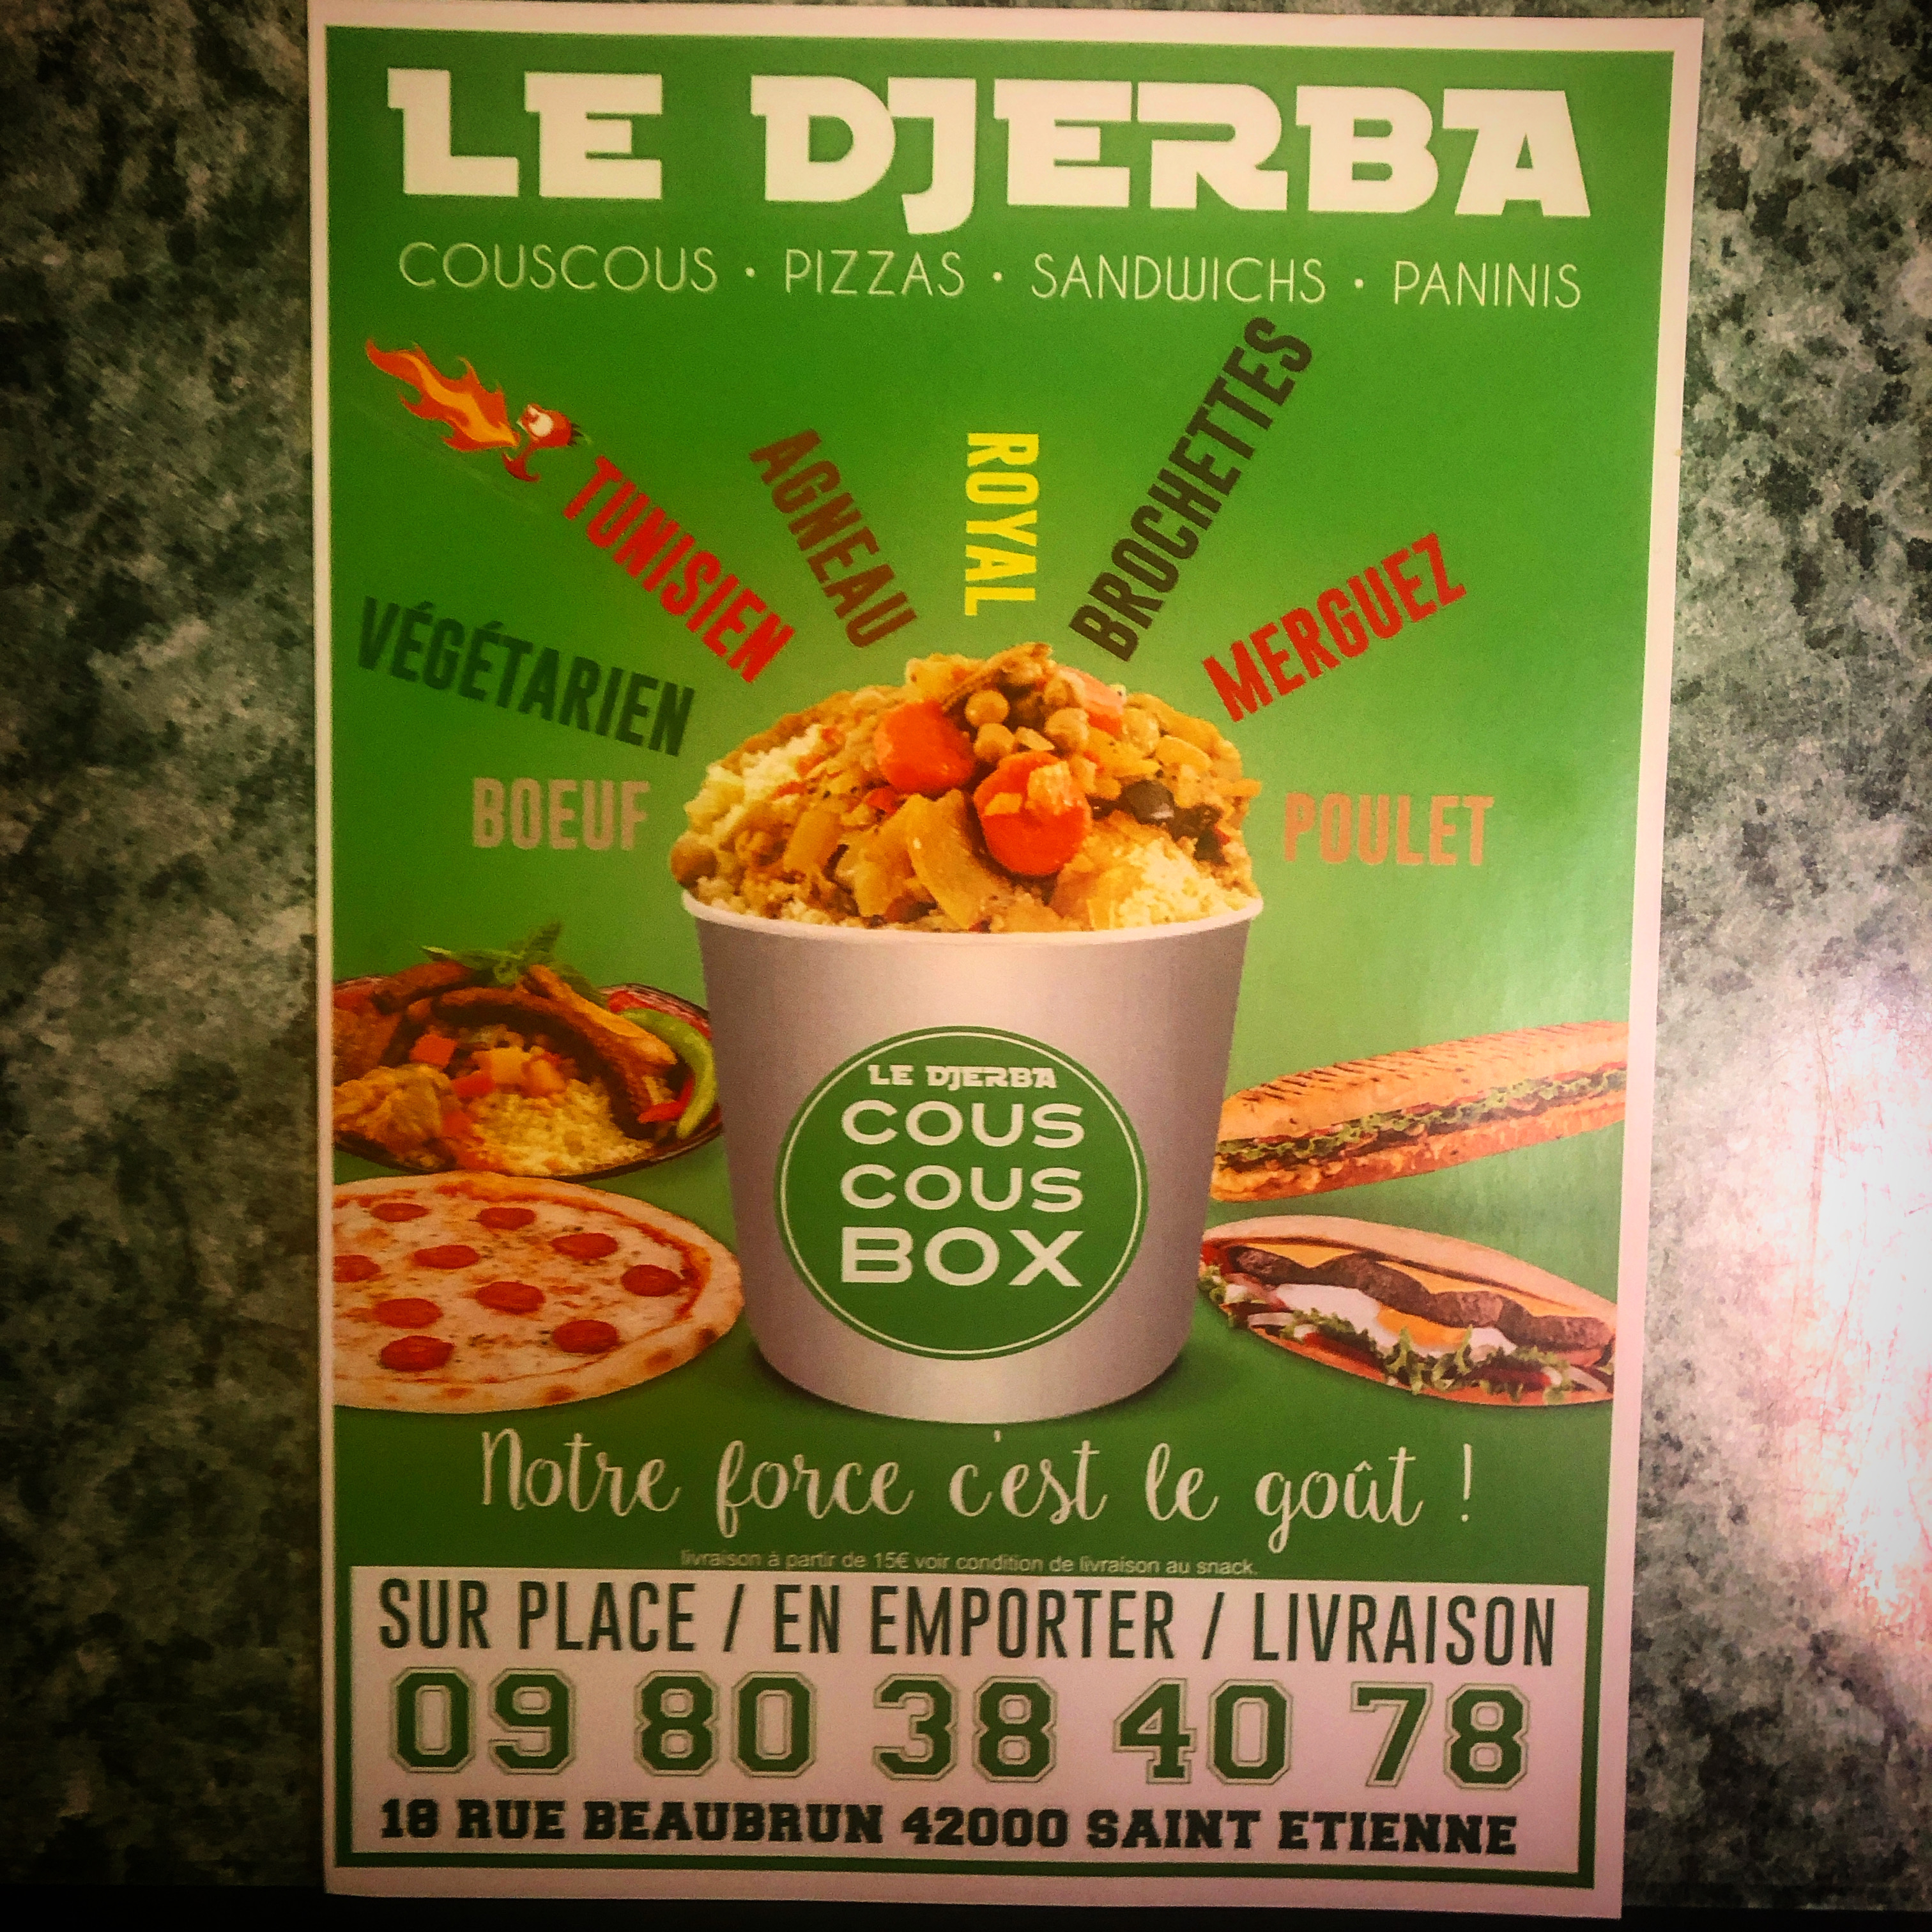 LE DJERBA
COUSCOUS · PIZZAS · SANDWICHS · PANINIS
BOEUF
VÉGÉTARIEN
TUNISIEN
AGNEAU
ROYAL
BROCHETTES
MERGUEZ
POULET
LE DJERBA
COUS
COUS
BOX
Notre force c'est le goût !
livraison à partir de 15€ voir condition de livraison au snack.
SUR PLACE / EN EMPORTER / LIVRAISON
09 80 38 40 78
18 RUE BEAUBRUN 42000 SAINT ETIENNE